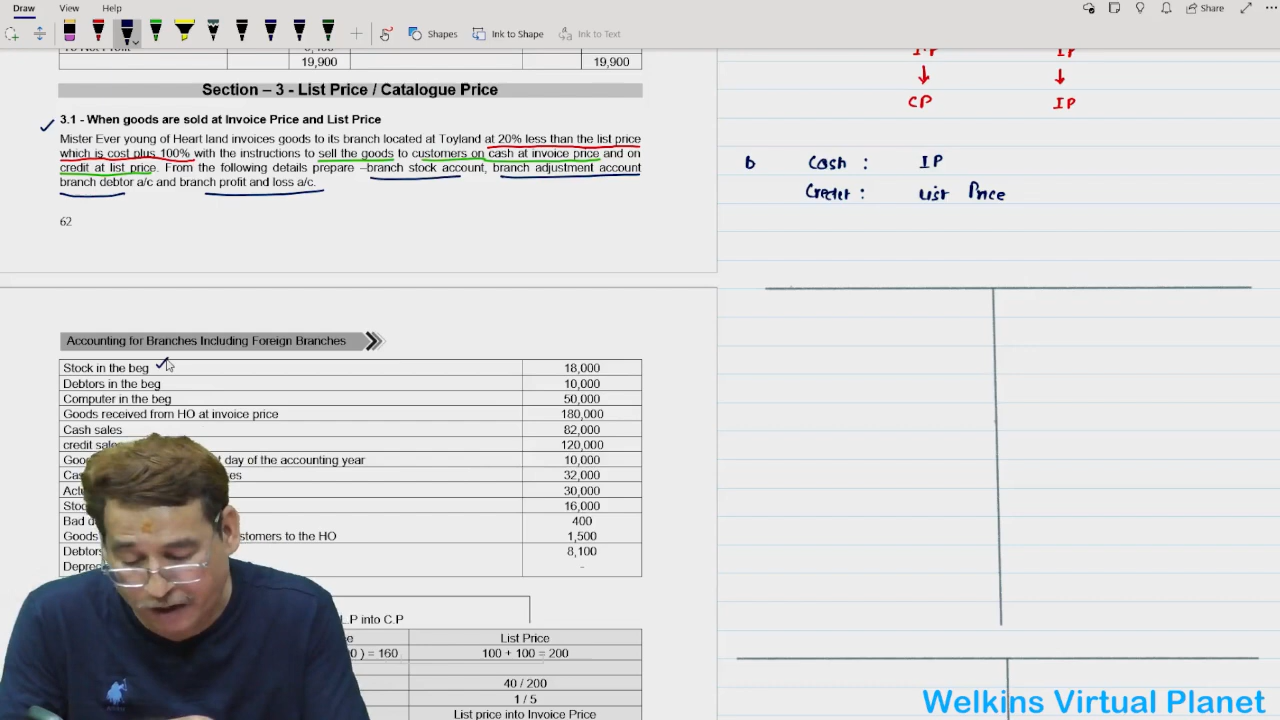 Draw View Help
Share
Shapes Ink to Shape Ink to Text
19,900 19,900
Section – 3 - List Price / Catalogue Price
3.1 - When goods are sold at Invoice Price and List Price
Mister Ever young of Heart land invoices goods to its branch located at Toyland at 20% less than the list price
which is cost plus 100% with the instructions to sell the goods to customers on cash at invoice price and on
credit at list price. From the following details prepare –branch stock account, branch adjustment account
branch debtor a/c and branch profit and loss a/c.
62
IP IP
CP IP
Cash : IP
Credit : List Price
Accounting for Branches Including Foreign Branches
Stock in the beg 18,000
Debtors in the beg 10,000
Computer in the beg 50,000
Goods received from HO at invoice price 180,000
Cash sales 82,000
credit sales 120,000
day of the accounting year 10,000
32,000
30,000
16,000
Bad 400
Goods customers to the HO 1,500
Debtors 8,100
-
L.P into C.P
List Price
) = 160 100 + 100 = 200
40 / 200
1 / 5
List price into Invoice Price
Welkins Virtual Planet